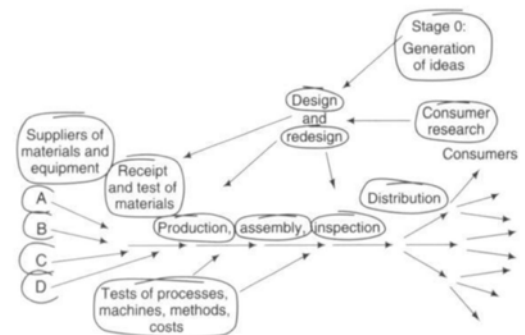 Stage 0:
Generation
of ideas
Design
and
redesign
Consumer
research
Consumers
Suppliers of
materials and
equipment
Receipt
and test of
materials
Distribution
A
B
C
D
Production, assembly, inspection
Tests of processes,
machines, methods,
costs